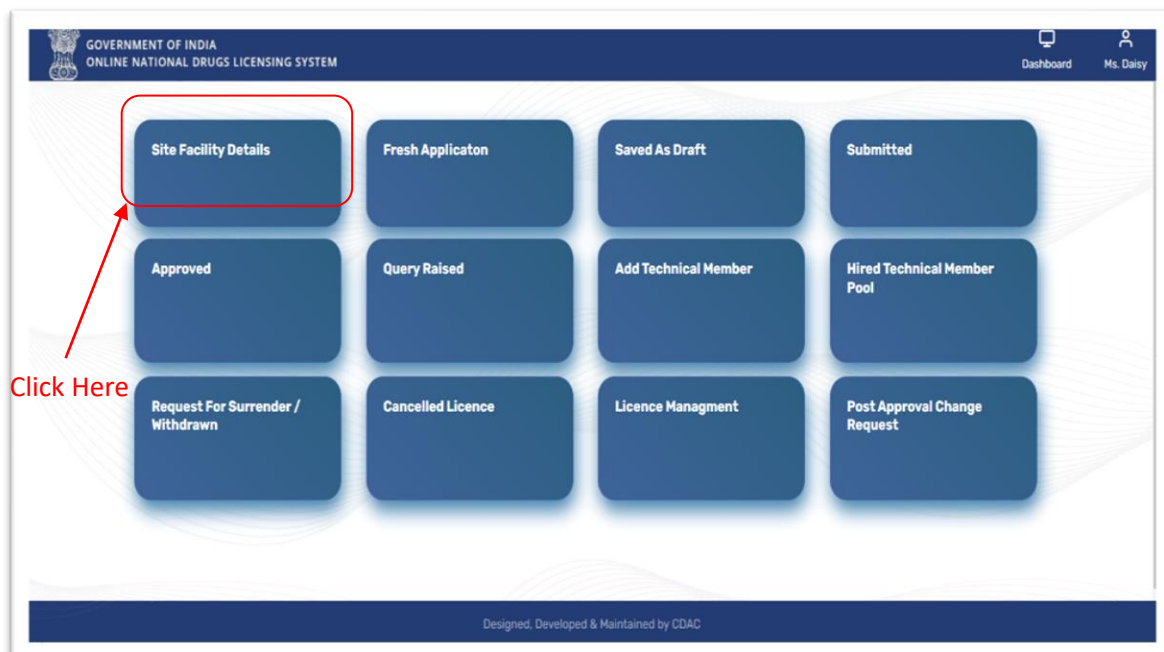 GOVERNMENT OF INDIA
ONLINE NATIONAL DRUGS LICENSING SYSTEM
Dashboard
Ms. Daisy
Site Facility Details
Fresh Applicaton
Saved As Draft
Submitted
Approved
Query Raised
Add Technical Member
Hired Technical Member
Pool
Click Here
Request For Surrender /
Withdrawn
Cancelled Licence
Licence Managment
Post Approval Change
Request
Designed, Developed & Maintained by CDAC